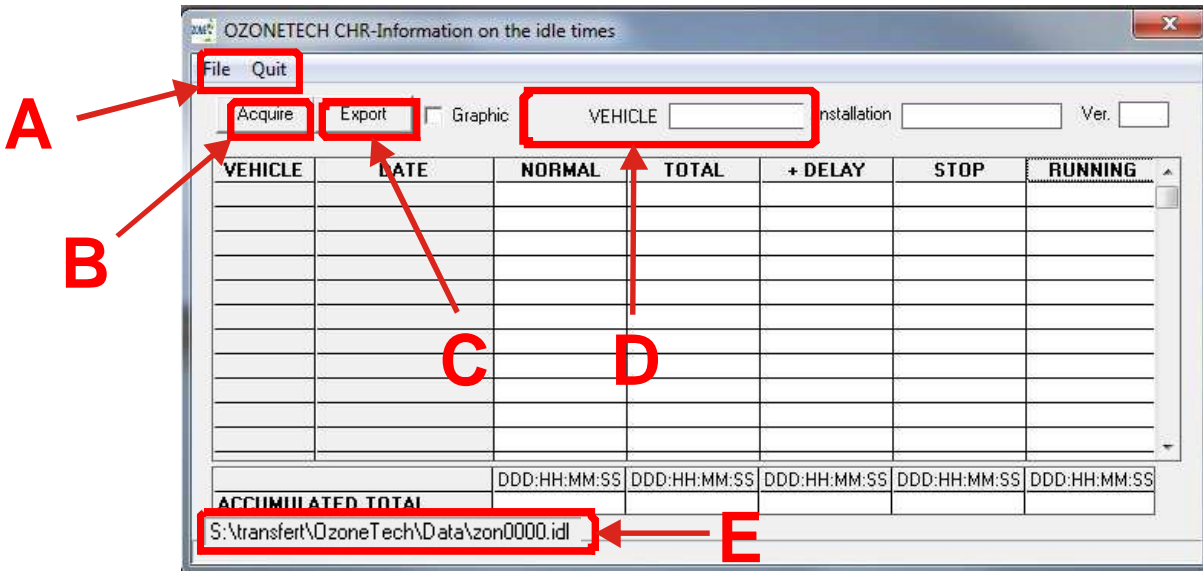 OZONETECH CHR-Information on the idle times
File Quit
A
Acquire Export Graphic VEHICLE Installation Ver.
VEHICLE DATE NORMAL TOTAL + DELAY STOP RUNNING
B
C D
DDD:HH:MM:SS DDD:HH:MM:SS DDD:HH:MM:SS DDD:HH:MM:SS DDD:HH:MM:SS
ACCUMULATED TOTAL
S:\transfert\OzoneTech\Data\zon0000.idl E